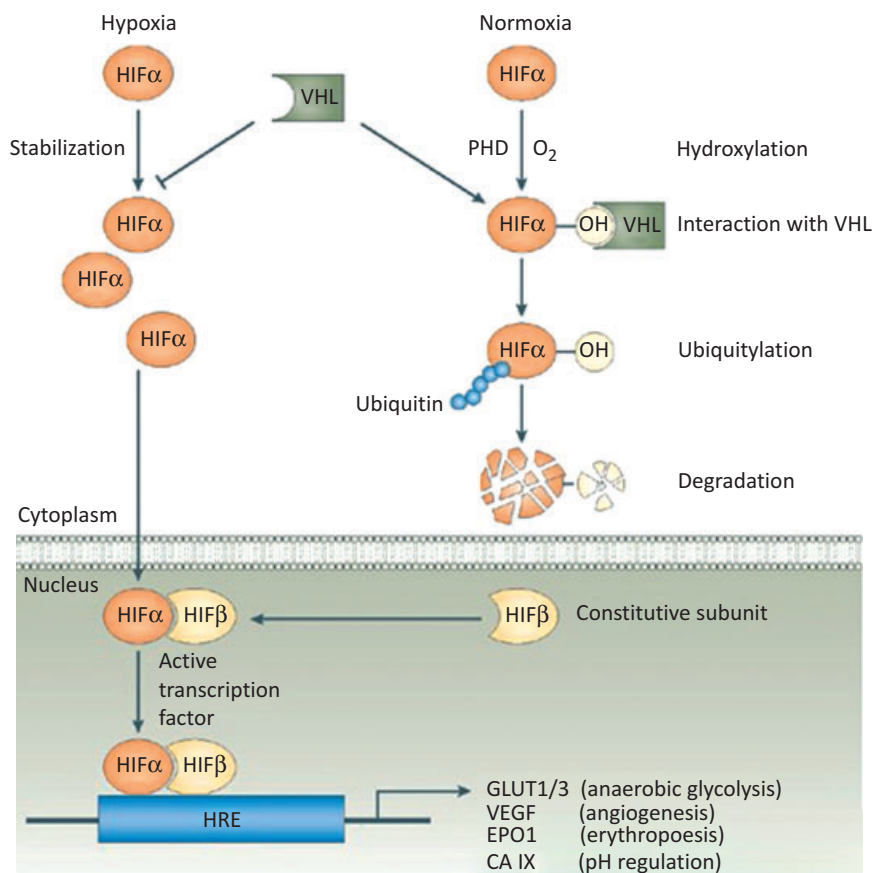 Hypoxia
Normoxia
HIFα
HIFα
VHL
Stabilization
PHD O₂
Hydroxylation
HIFα
HIFα
OH
VHL
Interaction with VHL
HIFα
HIFα
HIFα
OH
Ubiquitylation
Ubiquitin
Degradation
Cytoplasm
Nucleus
HIFα
HIFβ
HIFβ
Constitutive subunit
Active
transcription
factor
HIFα
HIFβ
HRE
GLUT1/3 (anaerobic glycolysis)
VEGF (angiogenesis)
EPO1 (erythropoesis)
CA IX (pH regulation)